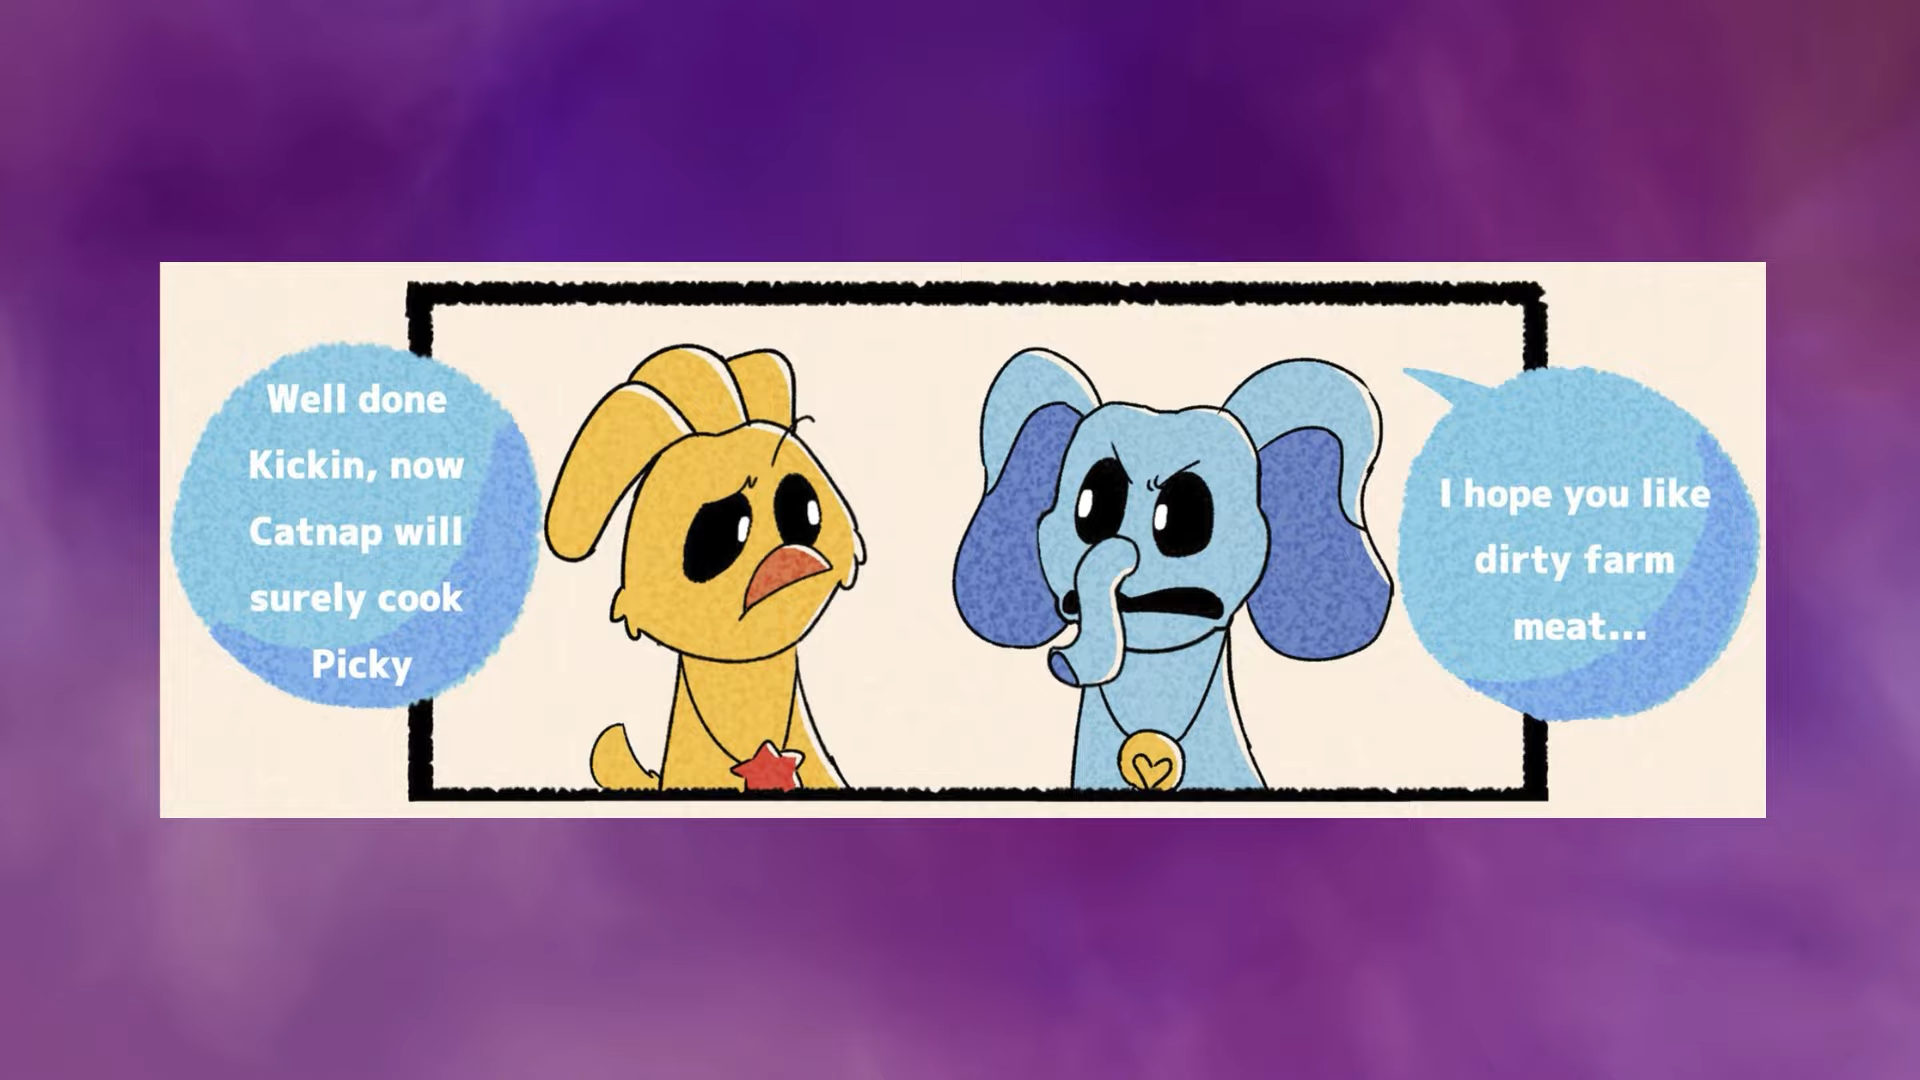 Well done
Kickin, now
Catnap will
surely cook
Picky
I hope you like
dirty farm
meat...